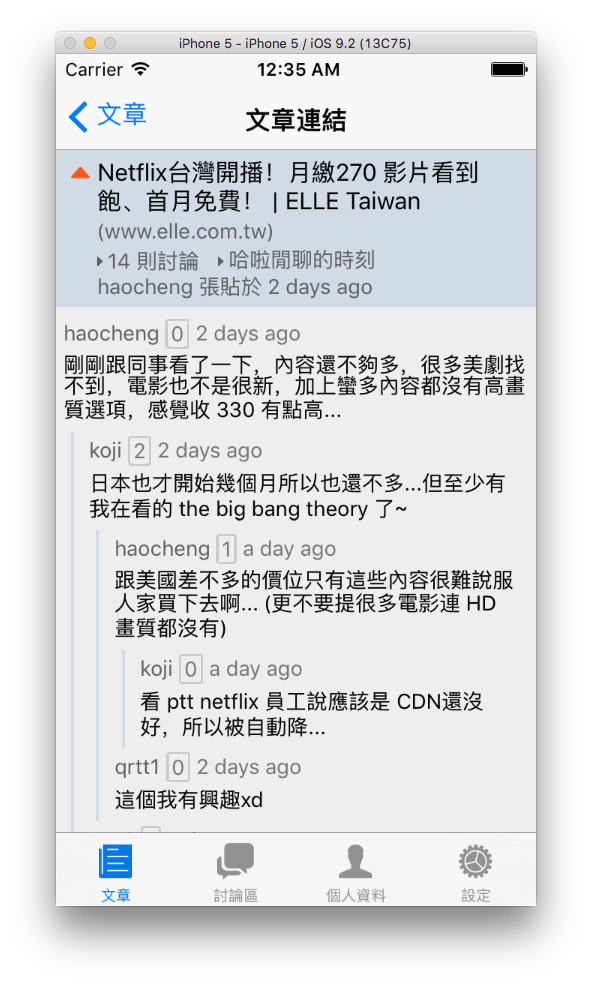 iPhone 5 - iPhone 5 / iOS 9.2 (13C75)
Carrier 12:35 AM
文章
文章連結
Netflix台灣開播！月繳270 影片看到
飽、首月免費！ | ELLE Taiwan
(www.elle.com.tw)
14 則討論 哈啦閒聊的時刻
haocheng 張貼於 2 days ago
haocheng 0 2 days ago
剛剛跟同事看了一下，內容還不夠多，很多美劇找
不到，電影也不是很新，加上蠻多內容都沒有高畫
質選項，感覺收 330 有點高...
koji 2 2 days ago
日本也才開始幾個月所以也還不多...但至少有
我在看的 the big bang theory 了~
haocheng 1 a day ago
跟美國差不多的價位只有這些內容很難說服
人家買下去啊... (更不要提很多電影連 HD
畫質都沒有)
koji 0 a day ago
看 ptt netflix 員工說應該是 CDN還沒
好，所以被自動降...
qrtt1 0 2 days ago
這個我有興趣xd
文章 討論區 個人資料 設定